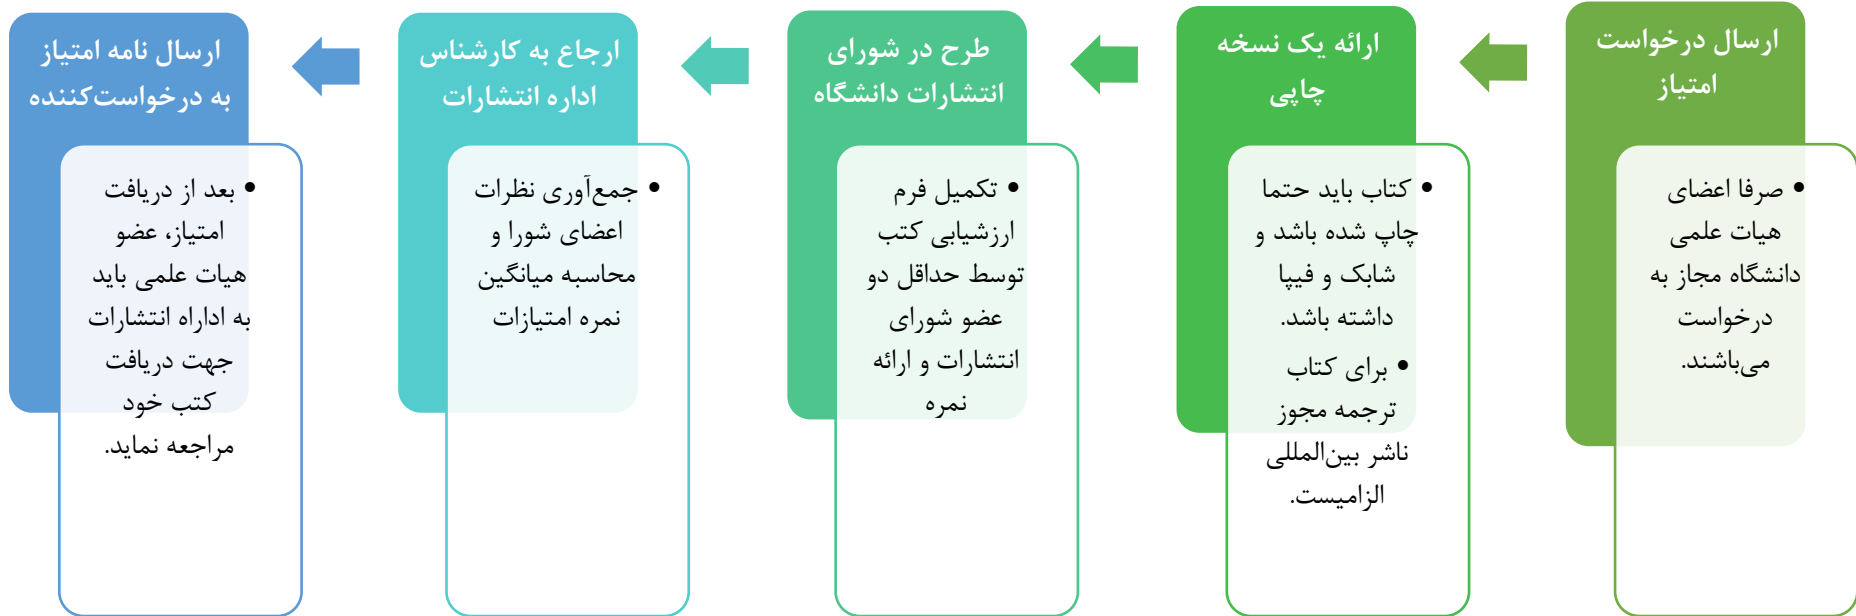 ارسال درخواست
امتیاز
• صرفا اعضای
هیات علمی
دانشگاه مجاز به
درخواست
می‌باشند.
ارائه یک نسخه
چاپی
• کتاب باید حتما
چاپ شده باشد و
شابک و فیپا
داشته باشد.
• برای کتاب
ترجمه مجوز
ناشر بین‌المللی
الزامیست.
طرح در شورای
انتشارات دانشگاه
• تکمیل فرم
ارزشیابی کتب
توسط حداقل دو
عضو شورای
انتشارات و ارائه
نمره
ارجاع به کارشناس
اداره انتشارات
• جمع‌آوری نظرات
اعضای شورا و
محاسبه میانگین
نمره امتیازات
ارسال نامه امتیاز
به درخواست‌کننده
• بعد از دریافت
امتیاز، عضو
هیات علمی باید
به اداراه انتشارات
جهت دریافت
کتب خود
مراجعه نماید.